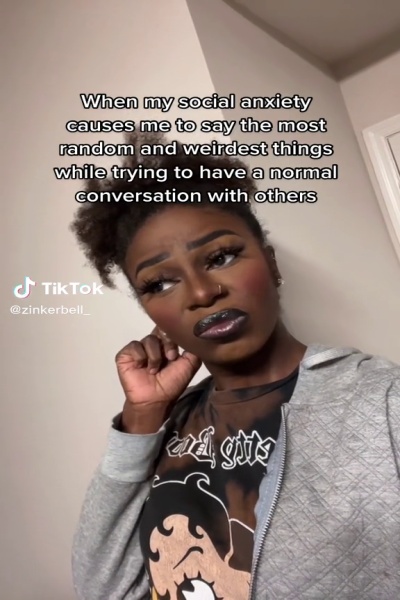 When my social anxiety
causes me to say the most
random and weirdest things
while trying to have a normal
conversation with others
TikTok
@zinkerbell_